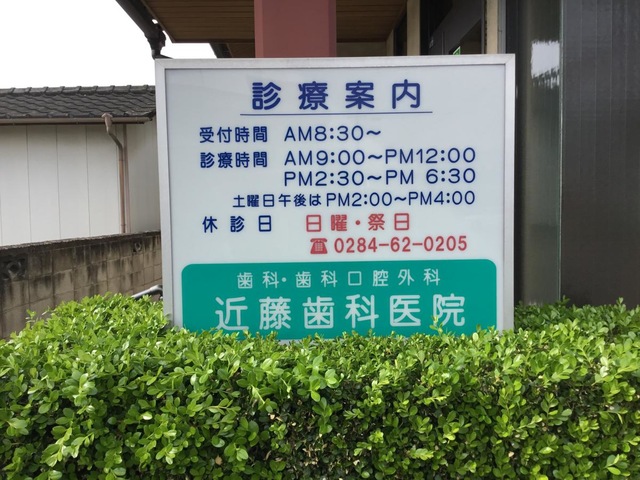 診療案内
受付時間 AM8:30～
診療時間 AM9:00～PM12:00
PM2:30～PM 6:30
土曜日午後はPM2:00～PM4:00
休診日 日曜・祭日
☎0284-62-0205
歯科・歯科口腔外科
近藤歯科医院